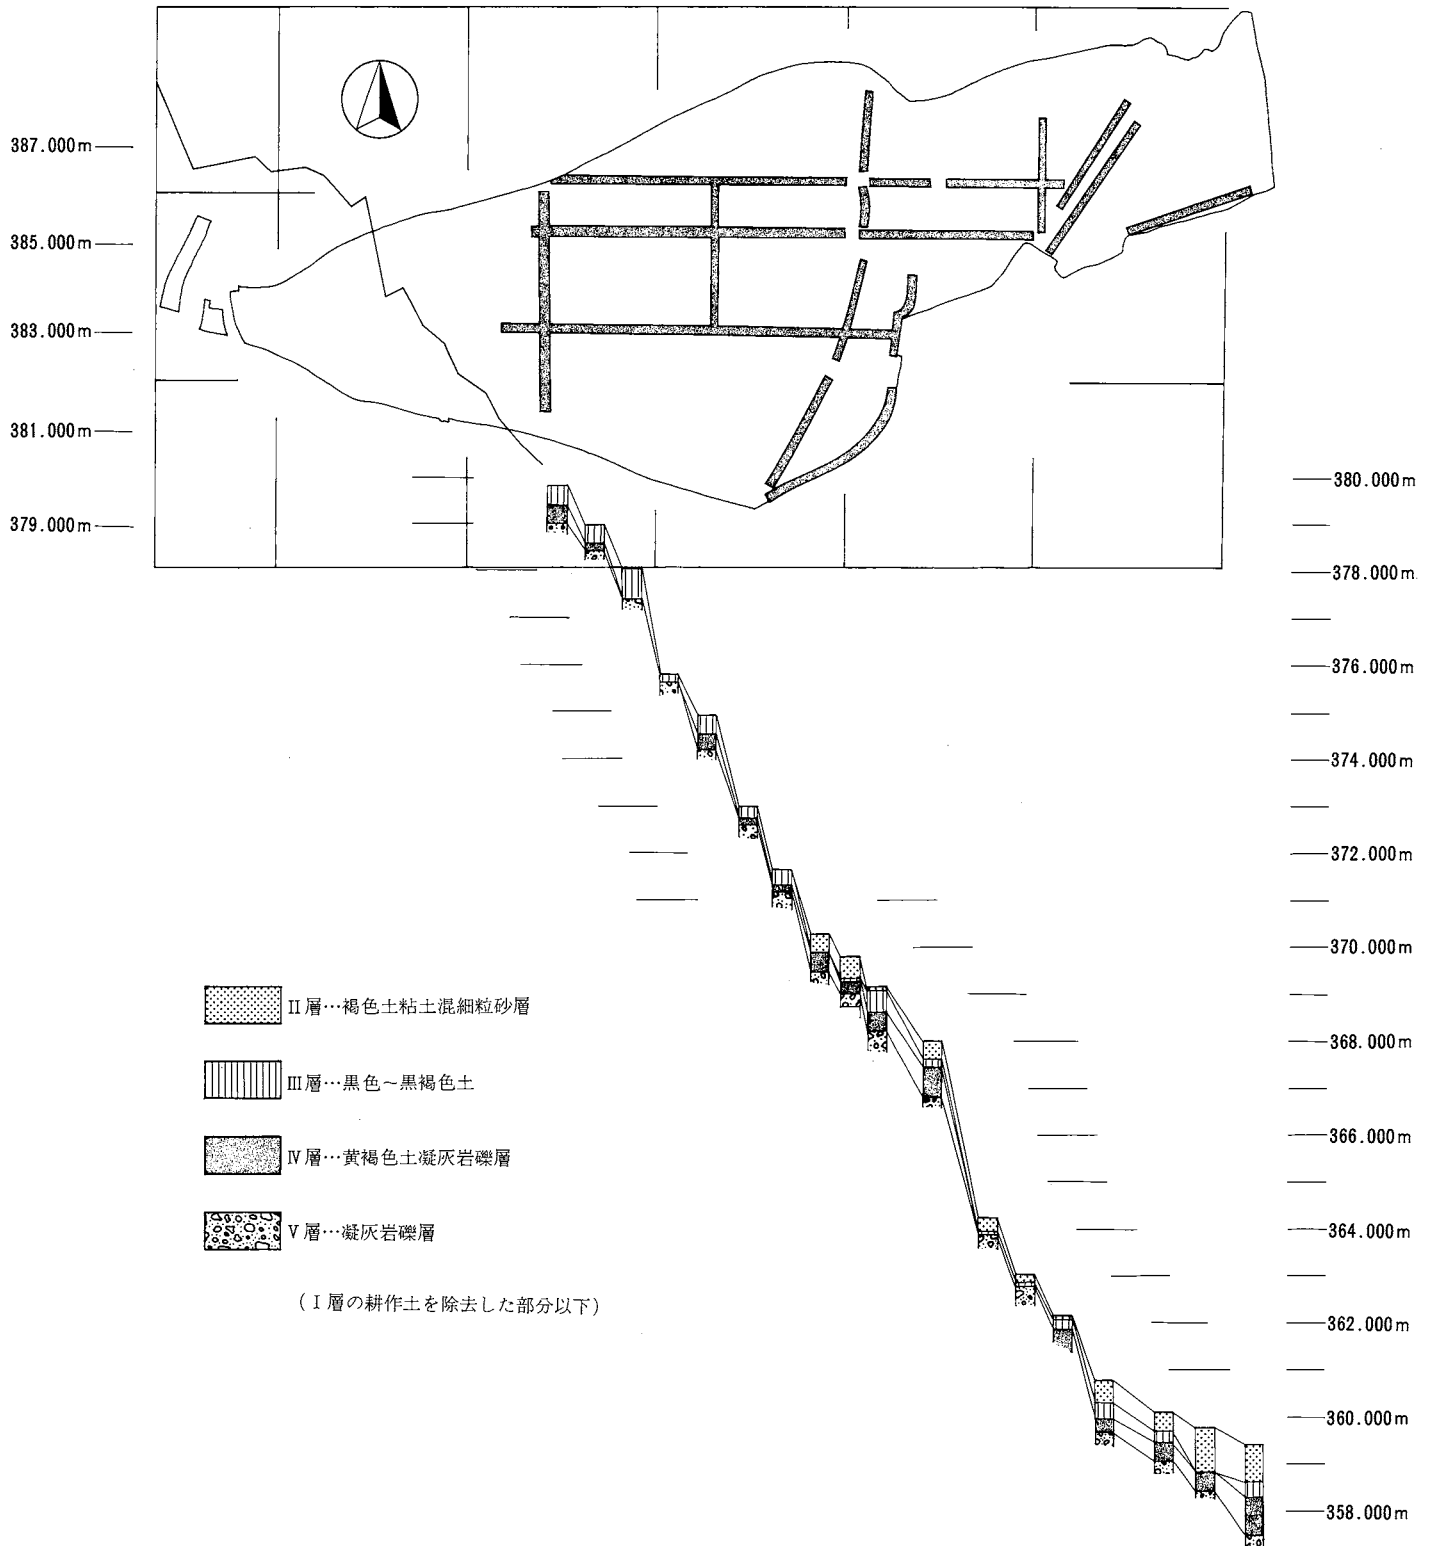 387.000m
385.000m
383.000m
381.000m
379.000m
380.000m
378.000m
376.000m
374.000m
372.000m
370.000m
368.000m
366.000m
364.000m
362.000m
360.000m
358.000m
II層…褐色土粘土混細粒砂層
III層…黒色~黒褐色土
IV層…黄褐色土凝灰岩礫層
V層…凝灰岩礫層
(I層の耕作土を除去した部分以下)